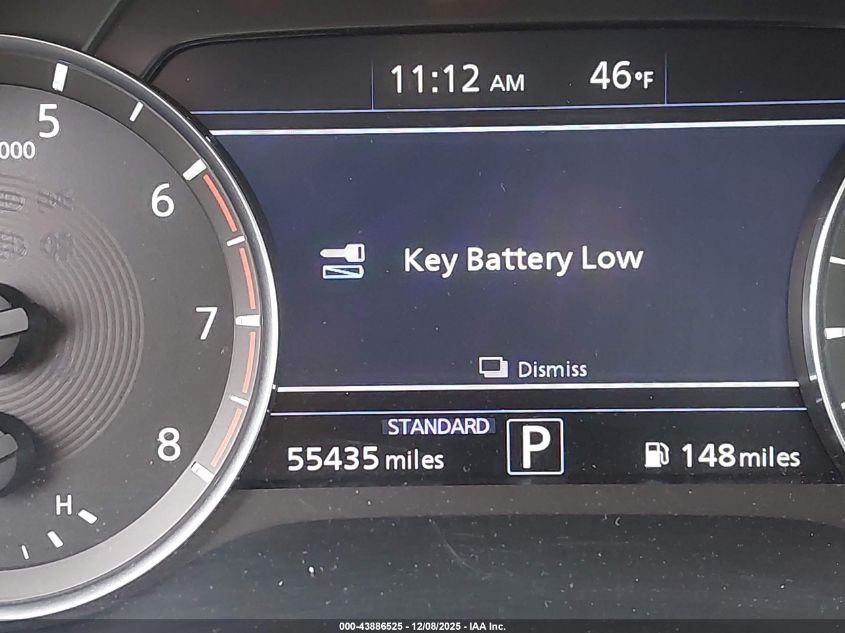 11:12 AM 46°F
5
000
6
Key Battery Low
7
Dismiss
STANDARD
8
55435 miles P 148 miles
H
000-43886525 - 12/08/2025 - IAA Inc.